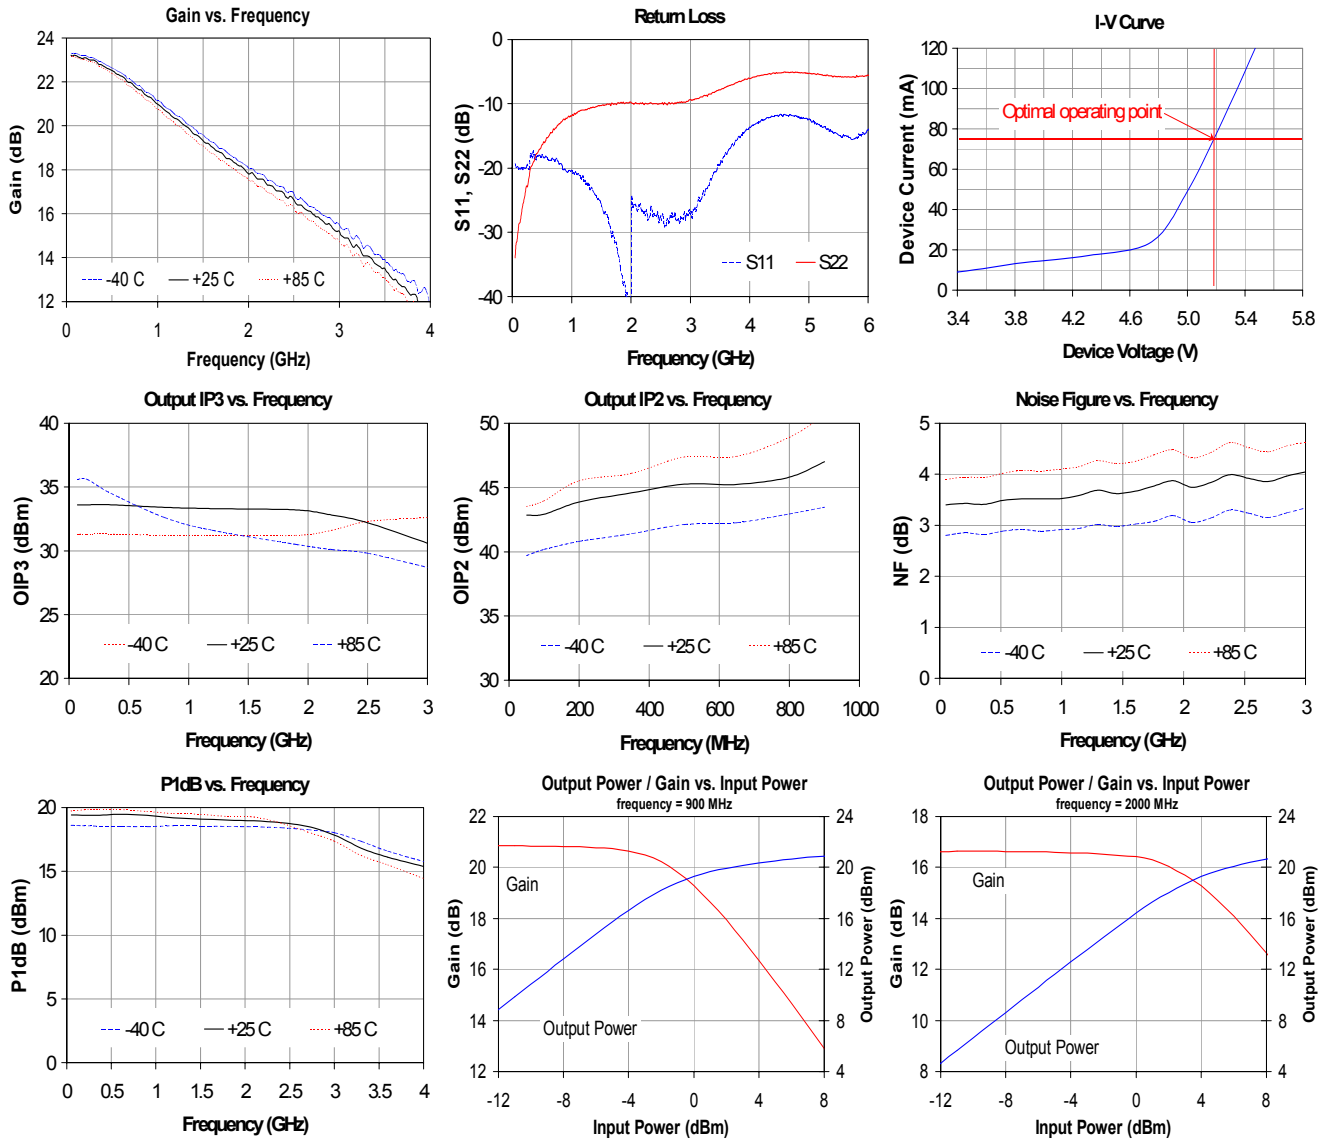 Gain vs. Frequency
24
22
20
18
16
14
12
Gain (dB)
-40 C +25 C +85 C
0 1 2 3 4
Frequency (GHz)
Return Loss
0
-10
-20
-30
-40
S11, S22 (dB)
S11 S22
0 1 2 3 4 5 6
Frequency (GHz)
I-V Curve
120
100
80
60
40
20
0
Device Current (mA)
Optimal operating point
3.4 3.8 4.2 4.6 5.0 5.4 5.8
Device Voltage (V)
Output IP3 vs. Frequency
40
35
30
25
20
OIP3 (dBm)
-40 C +25 C +85 C
0 0.5 1 1.5 2 2.5 3
Frequency (GHz)
Output IP2 vs. Frequency
50
45
40
35
30
OIP2 (dBm)
-40 C +25 C +85 C
0 200 400 600 800 1000
Frequency (MHz)
Noise Figure vs. Frequency
5
4
3
2
1
0
NF (dB)
-40 C +25 C +85 C
0 0.5 1 1.5 2 2.5 3
Frequency (GHz)
P1dB vs. Frequency
20
15
10
5
0
P1dB (dBm)
-40 C +25 C +85 C
0 0.5 1 1.5 2 2.5 3 3.5 4
Frequency (GHz)
Output Power / Gain vs. Input Power
frequency = 900 MHz
22
20
18
16
14
12
Gain (dB)
Gain
Output Power
24
20
16
12
8
4
Output Power (dBm)
-12 -8 -4 0 4 8
Input Power (dBm)
Output Power / Gain vs. Input Power
frequency = 2000 MHz
18
16
14
12
10
8
Gain (dB)
Gain
Output Power
24
20
16
12
8
4
Output Power (dBm)
-12 -8 -4 0 4 8
Input Power (dBm)